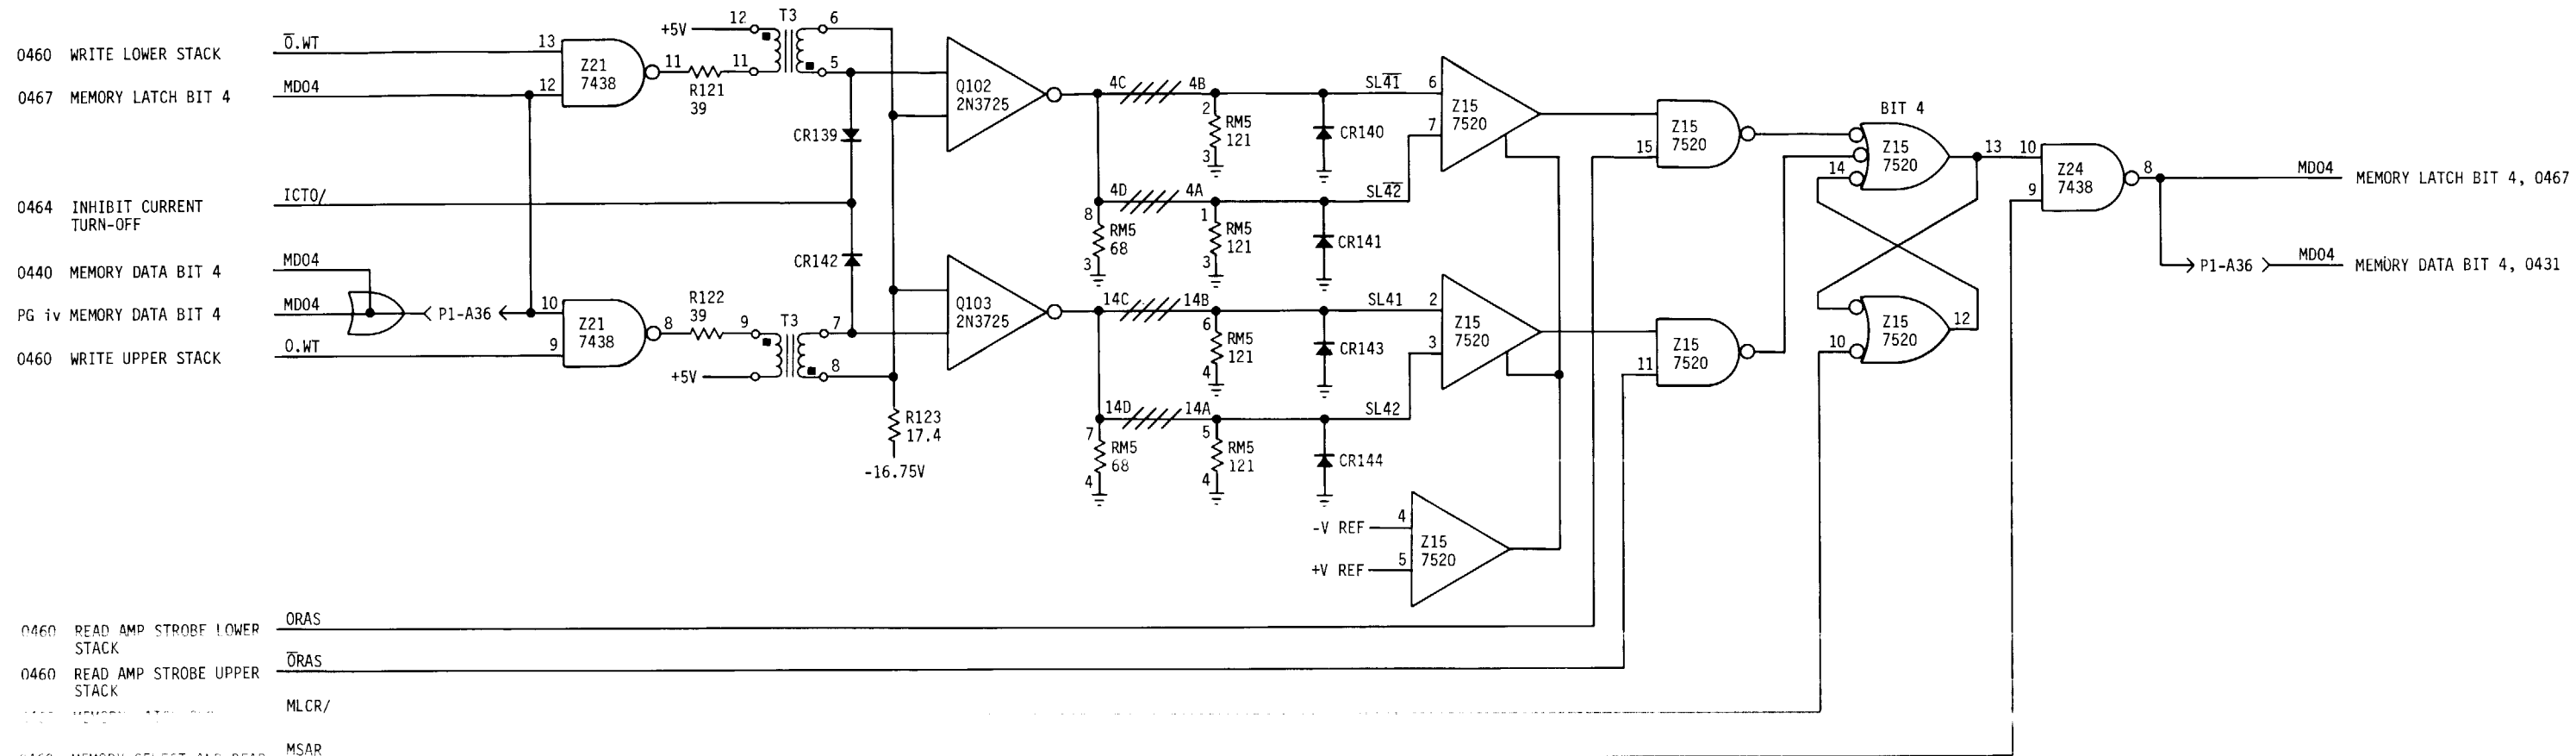 0460 WRITE LOWER STACK
O̅.WT
0467 MEMORY LATCH BIT 4
MD04
0464 INHIBIT CURRENT
TURN-OFF
ICTO/
0440 MEMORY DATA BIT 4
MD04
PG iv MEMORY DATA BIT 4
MD04
P1-A36
0460 WRITE UPPER STACK
O.WT
13
12
Z21
7438
11
R121
39
+5V
12
T3
6
11
5
CR139
CR142
10
9
Z21
7438
8
R122
39
9
T3
7
+5V
8
R123
17.4
-16.75V
Q102
2N3725
Q103
2N3725
4C
4B
2
RM5
121
3
CR140
SL4̅1̅
6
4D
4A
8
RM5
68
3
1
RM5
121
3
CR141
SL4̅2̅
7
Z15
7520
14C
14B
6
RM5
121
4
CR143
SL41
2
14D
14A
7
RM5
68
4
5
RM5
121
4
CR144
SL42
3
Z15
7520
-V REF
4
+V REF
5
Z15
7520
15
Z15
7520
11
Z15
7520
BIT 4
14
Z15
7520
13
10
Z15
7520
12
10
9
Z24
7438
8
MD04
MEMORY LATCH BIT 4, 0467
P1-A36
MD04
MEMORY DATA BIT 4, 0431
0460 READ AMP STROBE LOWER
STACK
ORAS
0460 READ AMP STROBE UPPER
STACK
O̅RAS
MLCR/
MSAR